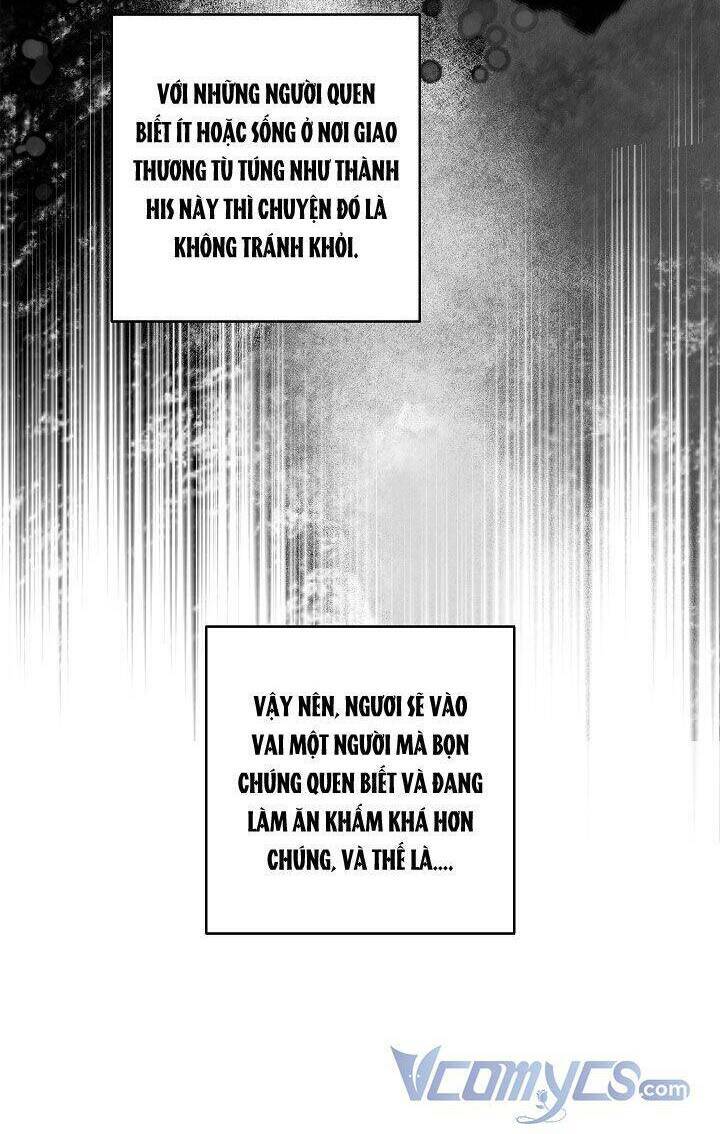 VỚI NHỮNG NGƯỜI QUEN
BIẾT ÍT HOẶC SỐNG Ở NƠI GIAO
THƯƠNG TÙ TÚNG NHƯ THÀNH
HIS NÀY THÌ CHUYỆN ĐÓ LÀ
KHÔNG TRÁNH KHỎI.
VẬY NÊN, NGƯƠI SẼ VÀO
VAI MỘT NGƯỜI MÀ BỌN
CHÚNG QUEN BIẾT VÀ ĐANG
LÀM ĂN KHẤM KHÁ HƠN
CHÚNG, VÀ THẾ LÀ....
VCOMYCS.com